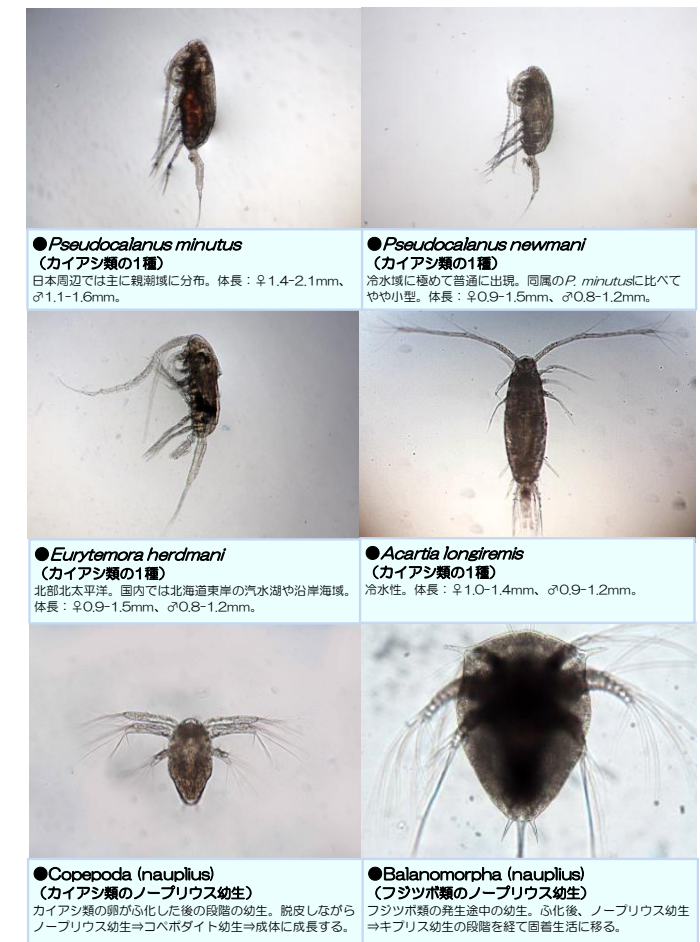 ●Pseudocalanus minutus
（カイアシ類の1種）
日本周辺では主に親潮域に分布。体長：♀1.4-2.1mm、
♂1.1-1.6mm。
●Pseudocalanus newmani
（カイアシ類の1種）
冷水域に極めて普通に出現。同属のP. minutusに比べて
やや小型。体長：♀0.9-1.5mm、♂0.8-1.2mm。
●Eurytemora herdmani
（カイアシ類の1種）
北部北太平洋。国内では北海道東岸の汽水湖や沿岸海域。
体長：♀0.9-1.5mm、♂0.8-1.2mm。
●Acartia longiremis
（カイアシ類の1種）
冷水性。体長：♀1.0-1.4mm、♂0.9-1.2mm。
●Copepoda (nauplius)
（カイアシ類のノープリウス幼生）
カイアシ類の卵がふ化した後の段階の幼生。脱皮しながら
ノープリウス幼生⇒コペポダイト幼生⇒成体に成長する。
●Balanomorpha (nauplius)
（フジツボ類のノープリウス幼生）
フジツボ類の発生途中の幼生。ふ化後、ノープリウス幼生
⇒キプリス幼生の段階を経て固着生活に移る。